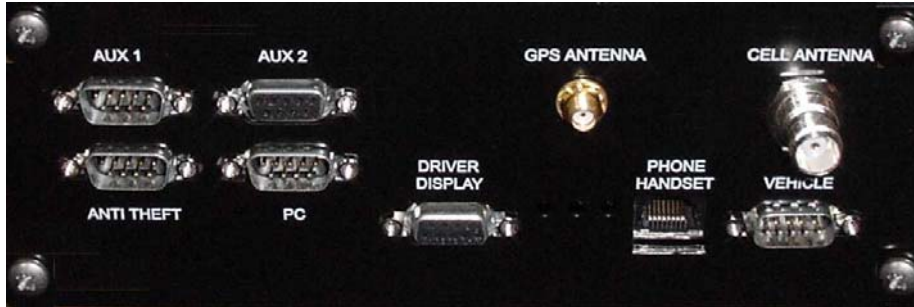 AUX 1
AUX 2
GPS ANTENNA
CELL ANTENNA
DRIVER
DISPLAY
PHONE
HANDSET
VEHICLE
ANTI THEFT
PC